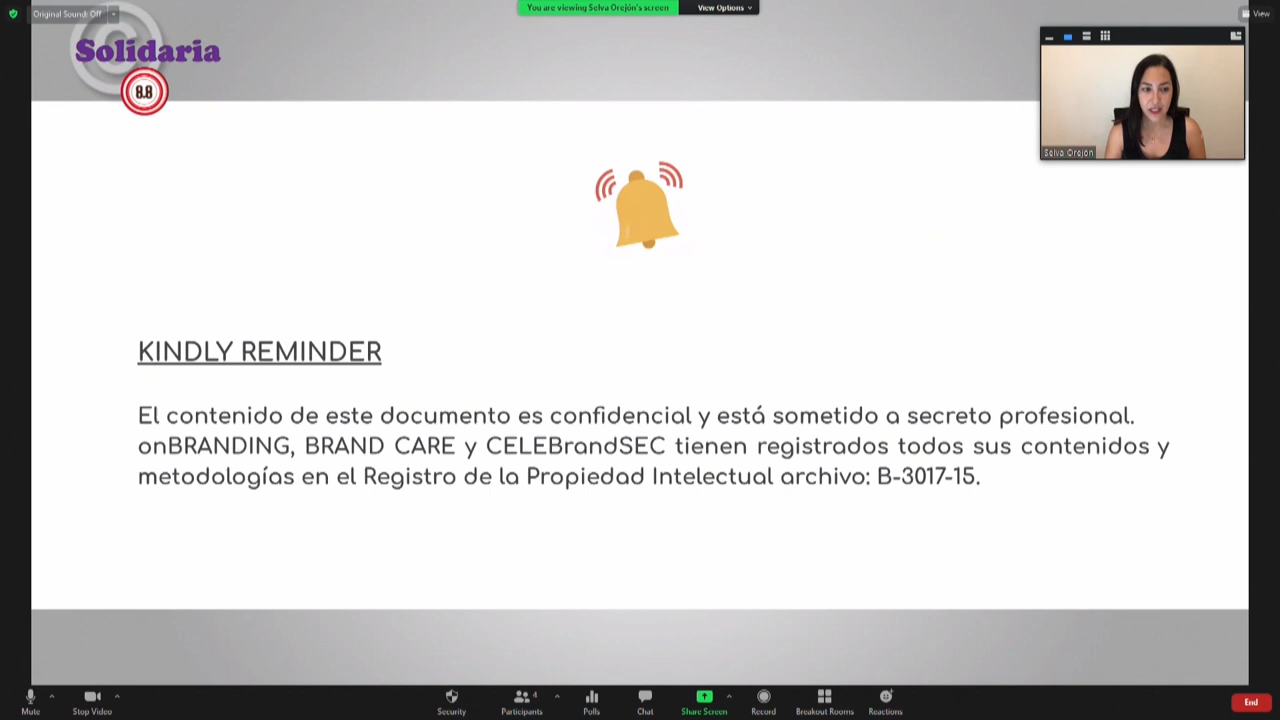 Original Sound: Off
You are viewing Selva Orejón's screen
View Options
View
Solidaria
8.8
Selva Orejón
KINDLY REMINDER
El contenido de este documento es confidencial y está sometido a secreto profesional.
onBRANDING, BRAND CARE y CELEBrandSEC tienen registrados todos sus contenidos y
metodologías en el Registro de la Propiedad Intelectual archivo: B-3017-15.
Mute
Stop Video
Security
Participants 4
Polls
Chat
Share Screen
Record
Breakout Rooms
Reactions
End